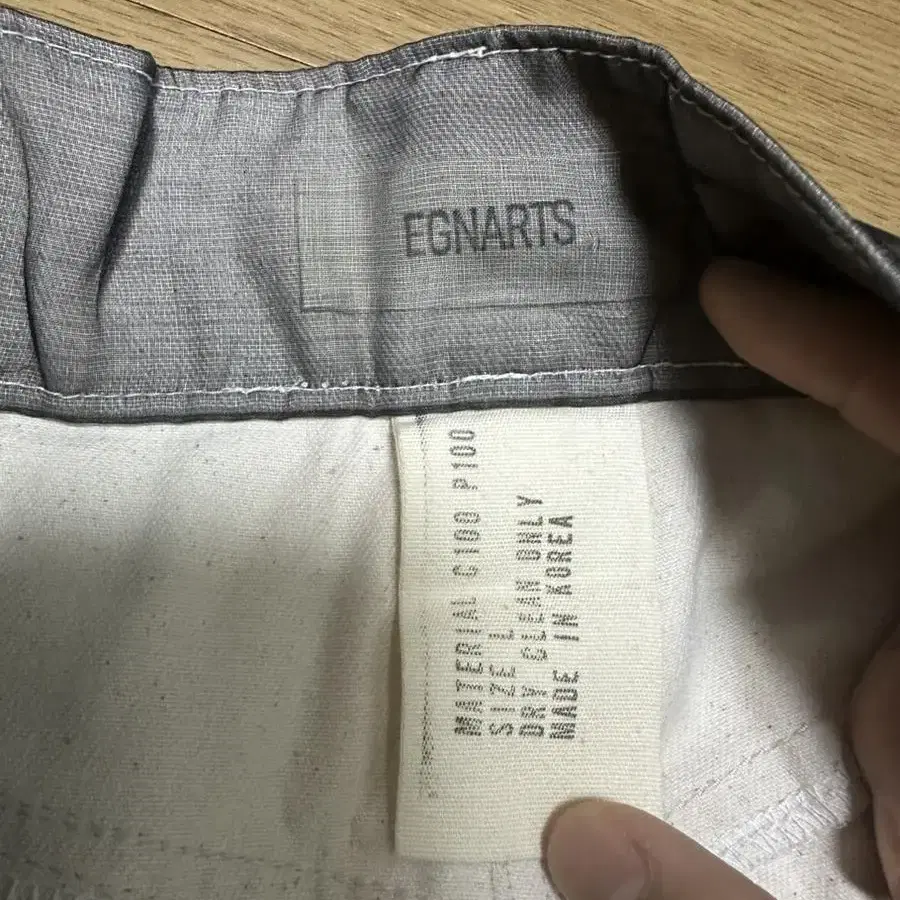 EGNARTS
MATERIAL C100 P100
SIZE L
DRY CLEAN ONLY
MADE IN KOREA